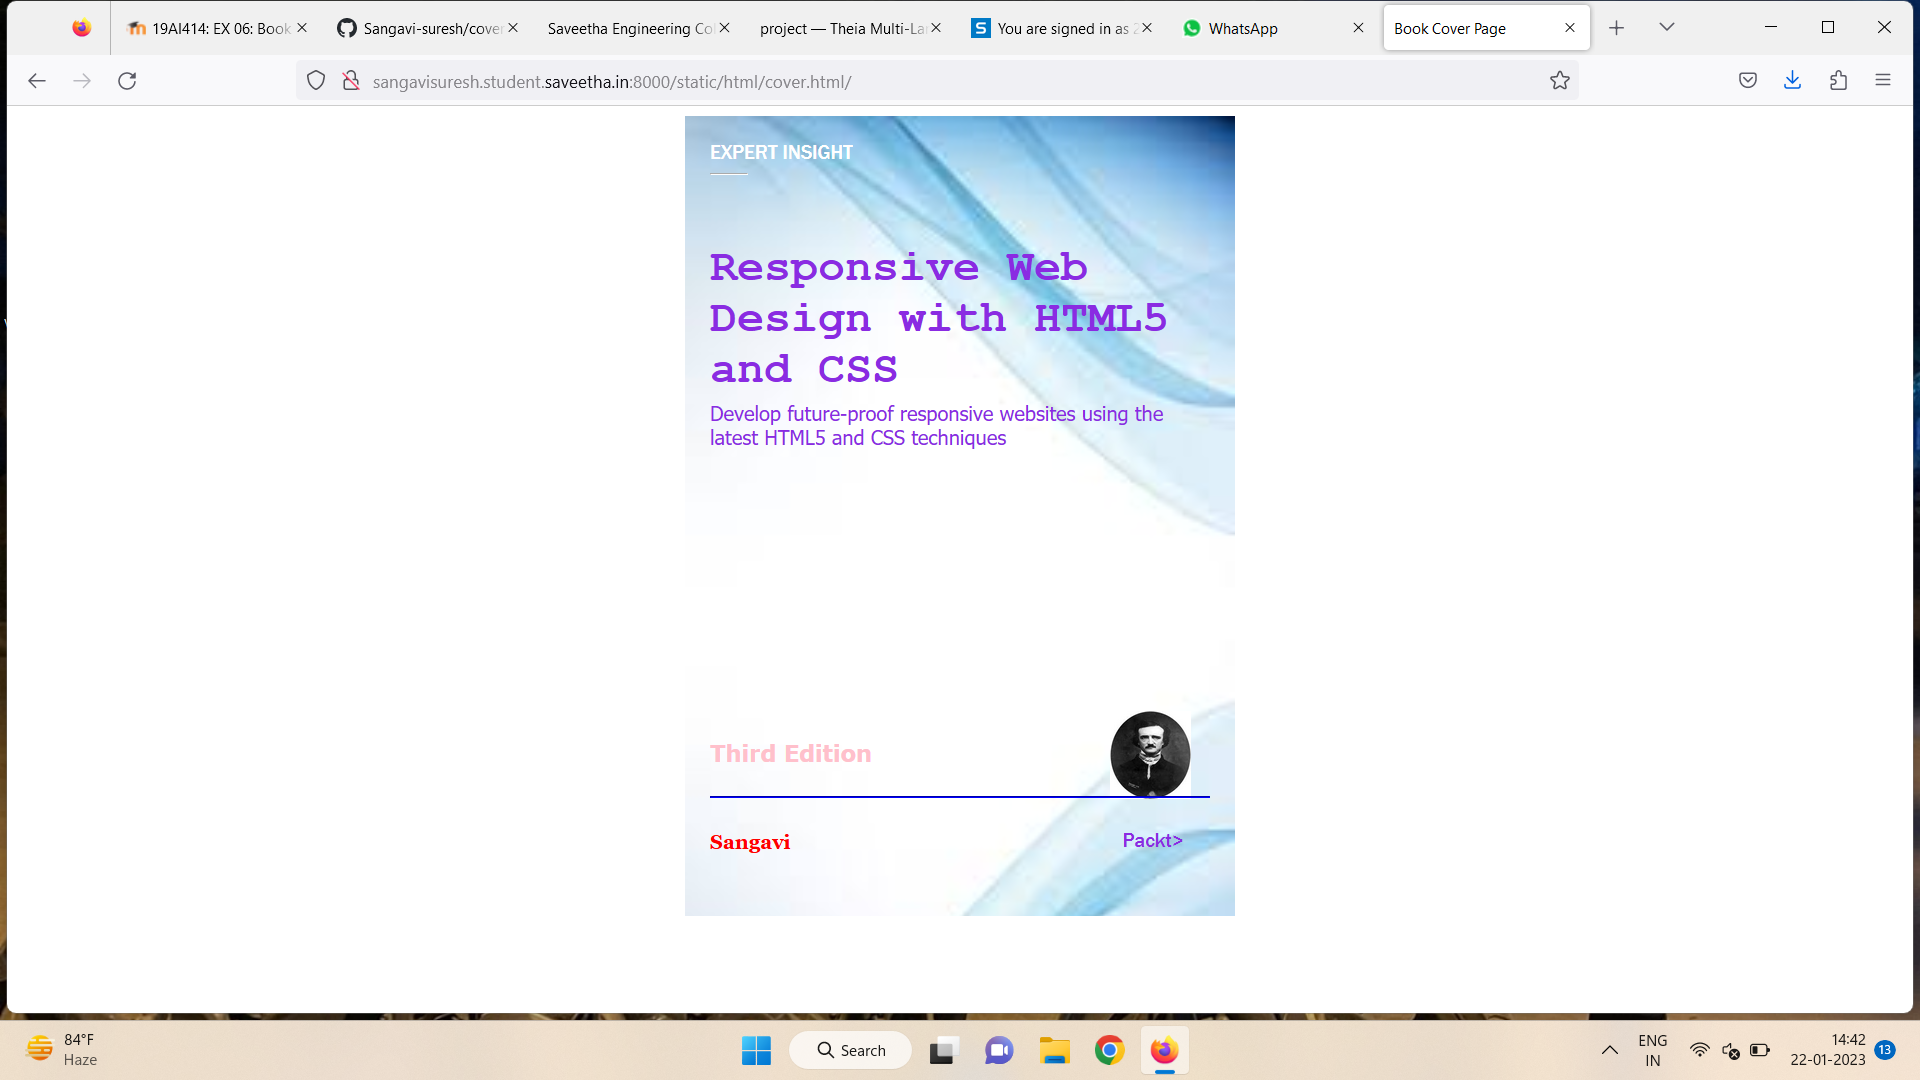 19AI414: EX 06: Book
Sangavi-suresh/cover
Saveetha Engineering Co
project — Theia Multi-La
You are signed in as 2
WhatsApp
Book Cover Page
sangavisuresh.student.saveetha.in:8000/static/html/cover.html/
EXPERT INSIGHT
Responsive Web
Design with HTML5
and CSS
Develop future-proof responsive websites using the
latest HTML5 and CSS techniques
Third Edition
Sangavi
Packt>
84°F
Haze
Search
ENG
IN
14:42
22-01-2023
13